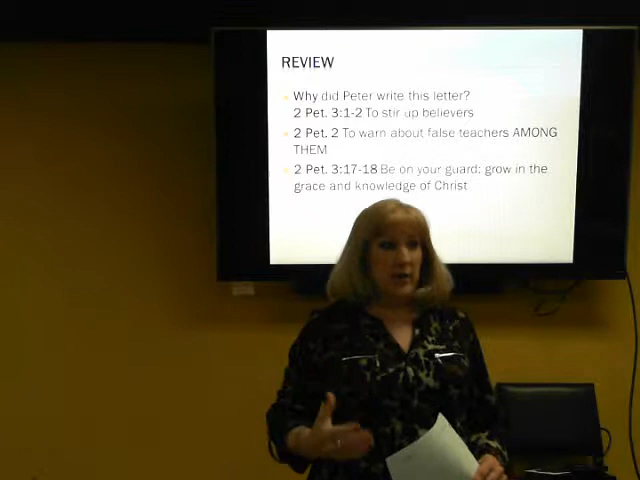 REVIEW
Why did Peter write this letter?
2 Pet. 3:1-2 To stir up believers
2 Pet. 2 To warn about false teachers AMONG
THEM
2 Pet. 3:17-18 Be on your guard; grow in the
grace and knowledge of Christ